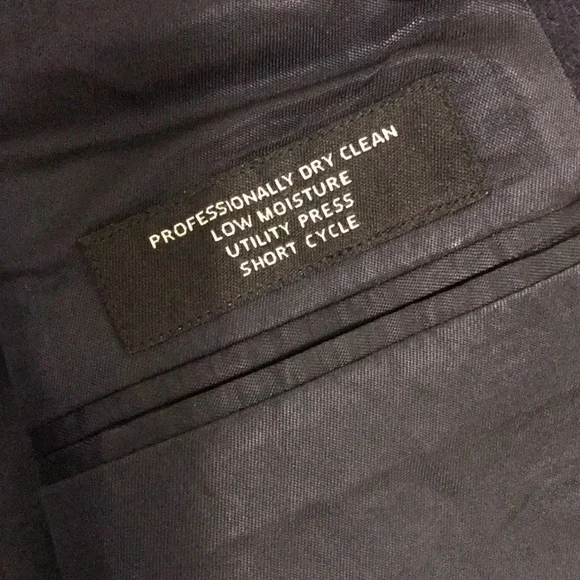 PROFESSIONALLY DRY CLEAN
LOW MOISTURE
UTILITY PRESS
SHORT CYCLE